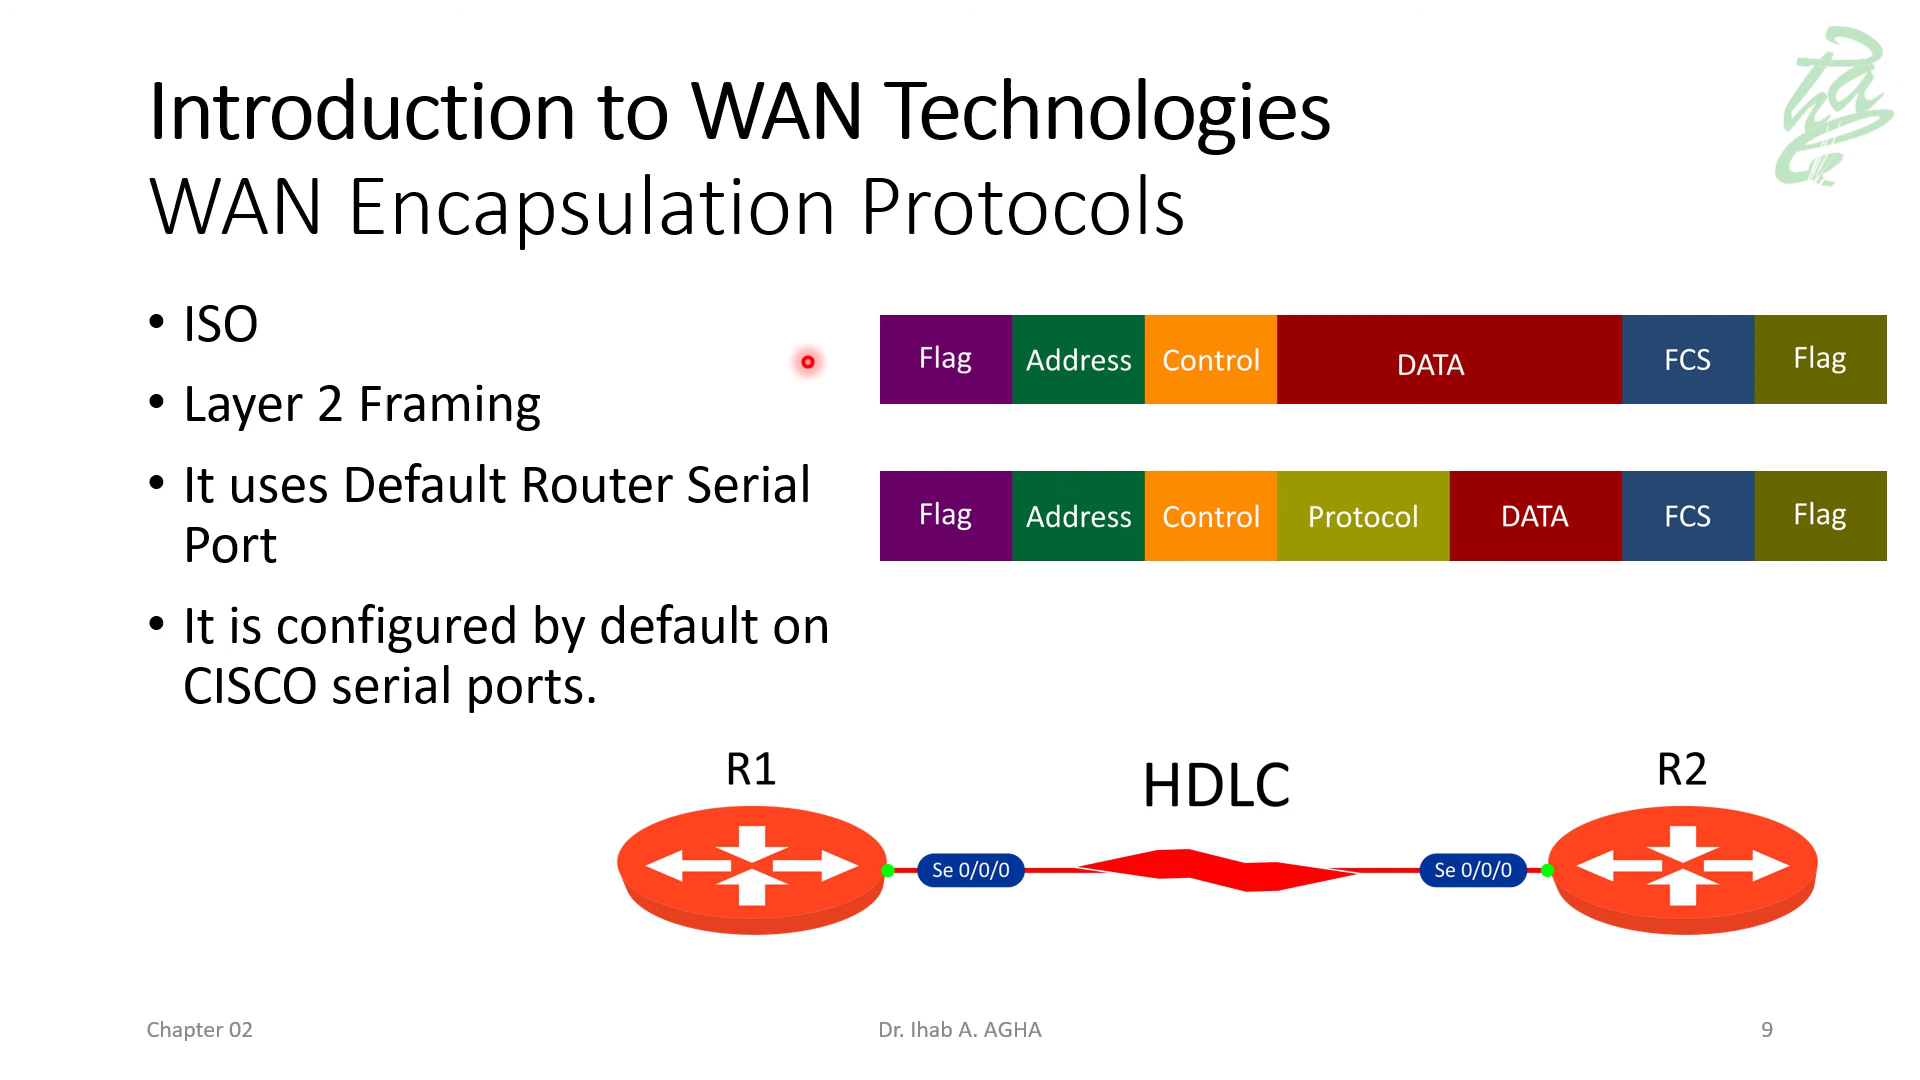 Introduction to WAN Technologies
WAN Encapsulation Protocols
• ISO
• Layer 2 Framing
• It uses Default Router Serial
Port
• It is configured by default on
CISCO serial ports.
Flag Address Control DATA FCS Flag
Flag Address Control Protocol DATA FCS Flag
R1 HDLC R2
Se 0/0/0 Se 0/0/0
Chapter 02 Dr. Ihab A. AGHA 9